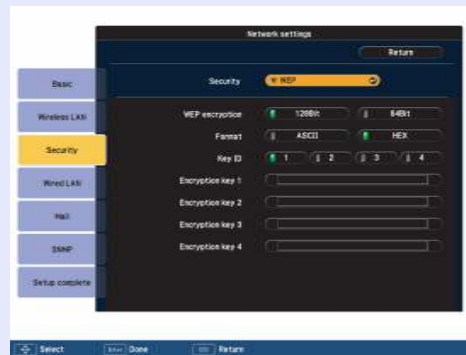 Network settings
Return
Basic
Wireless LAN
Security
Wired LAN
Mail
SNMP
Setup complete
Security WEP
WEP encryption 128Bit 64Bit
Format ASCII HEX
Key ID 1 2 3 4
Encryption key 1
Encryption key 2
Encryption key 3
Encryption key 4
Select Enter Done Return